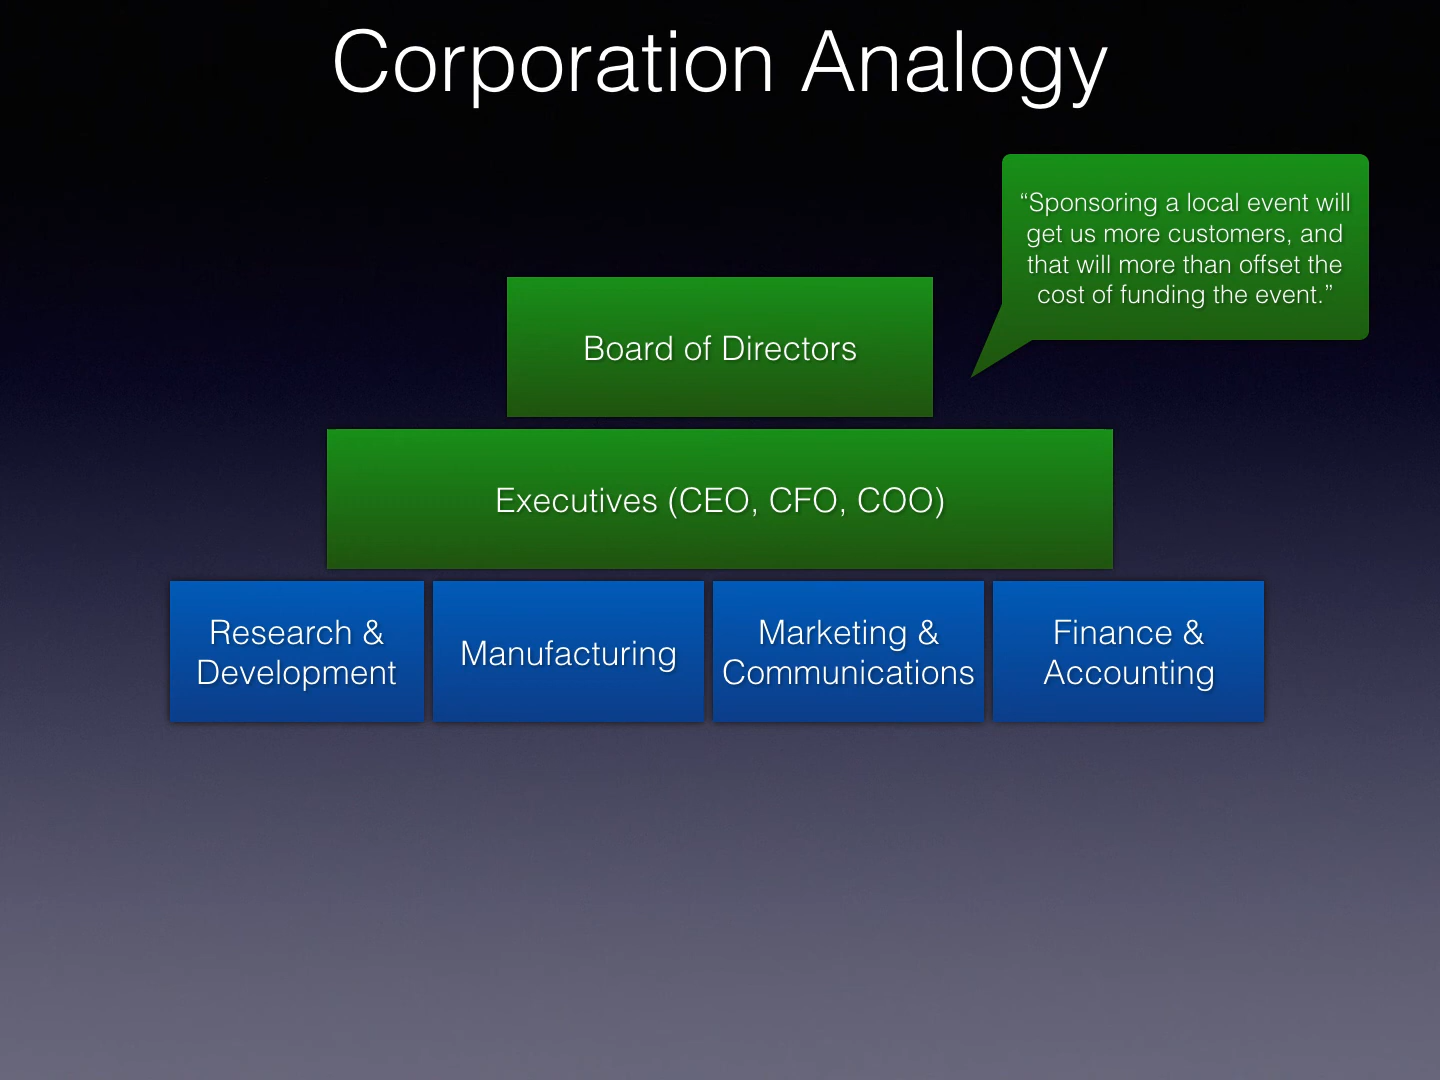 Corporation Analogy
“Sponsoring a local event will
get us more customers, and
that will more than offset the
cost of funding the event.”
Board of Directors
Executives (CEO, CFO, COO)
Research &
Development
Manufacturing
Marketing &
Communications
Finance &
Accounting